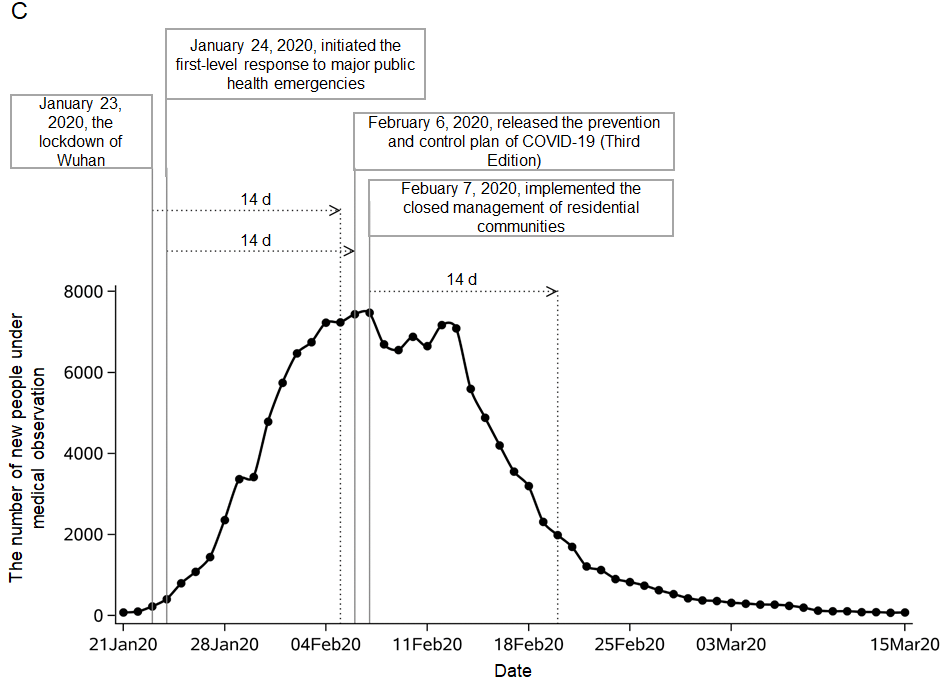 C
January 24, 2020, initiated the
first-level response to major public
health emergencies
January 23,
2020, the
lockdown of
Wuhan
February 6, 2020, released the prevention
and control plan of COVID-19 (Third
Edition)
Febuary 7, 2020, implemented the
closed management of residential
communities
14 d
14 d
14 d
The number of new people under
medical observation
8000
6000
4000
2000
0
21Jan20 28Jan20 04Feb20 11Feb20 18Feb20 25Feb20 03Mar20 15Mar20
Date